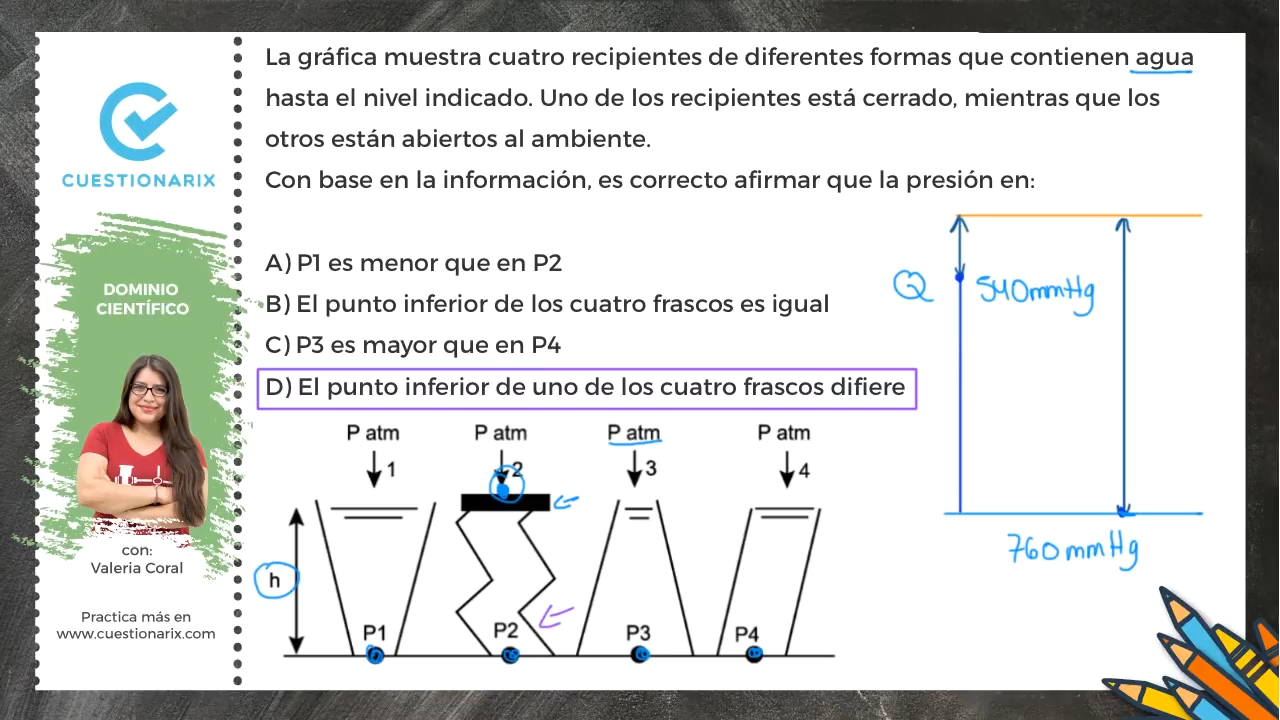 La gráfica muestra cuatro recipientes de diferentes formas que contienen agua
hasta el nivel indicado. Uno de los recipientes está cerrado, mientras que los
otros están abiertos al ambiente.
Con base en la información, es correcto afirmar que la presión en:
A) P1 es menor que en P2
B) El punto inferior de los cuatro frascos es igual
C) P3 es mayor que en P4
D) El punto inferior de uno de los cuatro frascos difiere
P atm
P atm
P atm
P atm
1
2
3
4
h
P1
P2
P3
P4
Q
540mmHg
760mmHg
CUESTIONARIX
DOMINIO
CIENTÍFICO
con:
Valeria Coral
Practica más en
www.cuestionarix.com